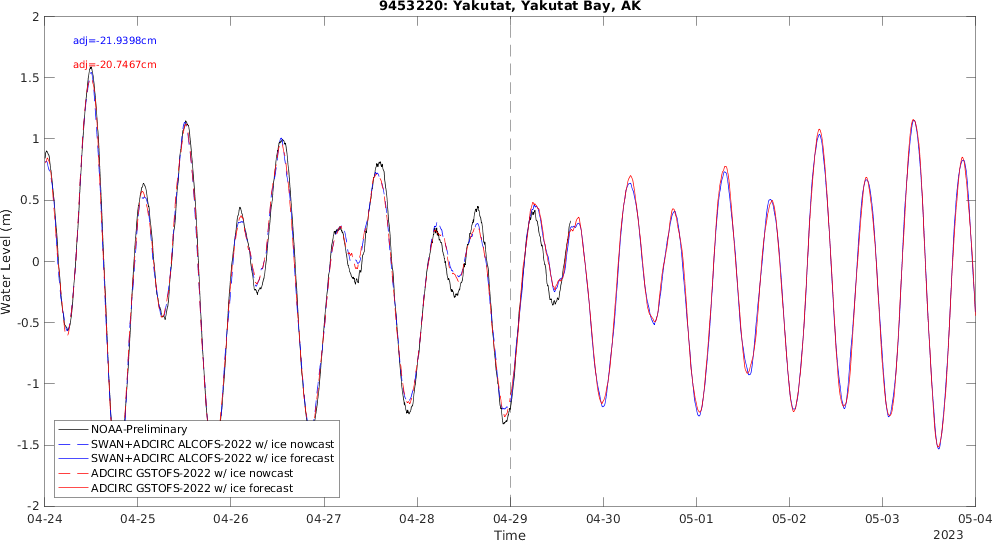 9453220: Yakutat, Yakutat Bay, AK
adj=-21.9398cm
adj=-20.7467cm
Water Level (m)
2
1.5
1
0.5
0
-0.5
-1
-1.5
-2
NOAA-Preliminary
SWAN+ADCIRC ALCOFS-2022 w/ ice nowcast
SWAN+ADCIRC ALCOFS-2022 w/ ice forecast
ADCIRC GSTOFS-2022 w/ ice nowcast
ADCIRC GSTOFS-2022 w/ ice forecast
04-24 04-25 04-26 04-27 04-28 04-29 04-30 05-01 05-02 05-03 05-04
Time
2023